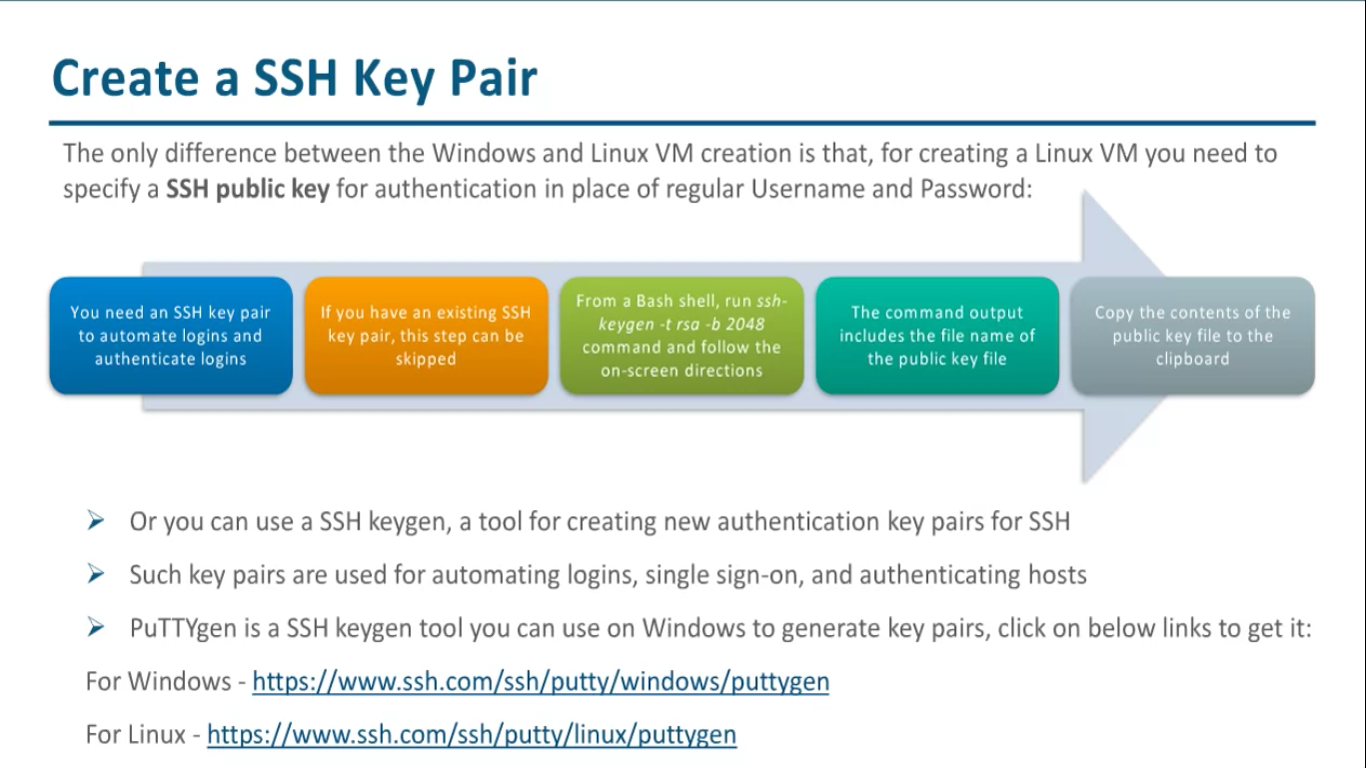 Create a SSH Key Pair
The only difference between the Windows and Linux VM creation is that, for creating a Linux VM you need to
specify a SSH public key for authentication in place of regular Username and Password:
You need an SSH key pair
to automate logins and
authenticate logins
If you have an existing SSH
key pair, this step can be
skipped
From a Bash shell, run ssh-
keygen -t rsa -b 2048
command and follow the
on-screen directions
The command output
includes the file name of
the public key file
Copy the contents of the
public key file to the
clipboard
➢ Or you can use a SSH keygen, a tool for creating new authentication key pairs for SSH
➢ Such key pairs are used for automating logins, single sign-on, and authenticating hosts
➢ PuTTYgen is a SSH keygen tool you can use on Windows to generate key pairs, click on below links to get it:
For Windows - https://www.ssh.com/ssh/putty/windows/puttygen
For Linux - https://www.ssh.com/ssh/putty/linux/puttygen